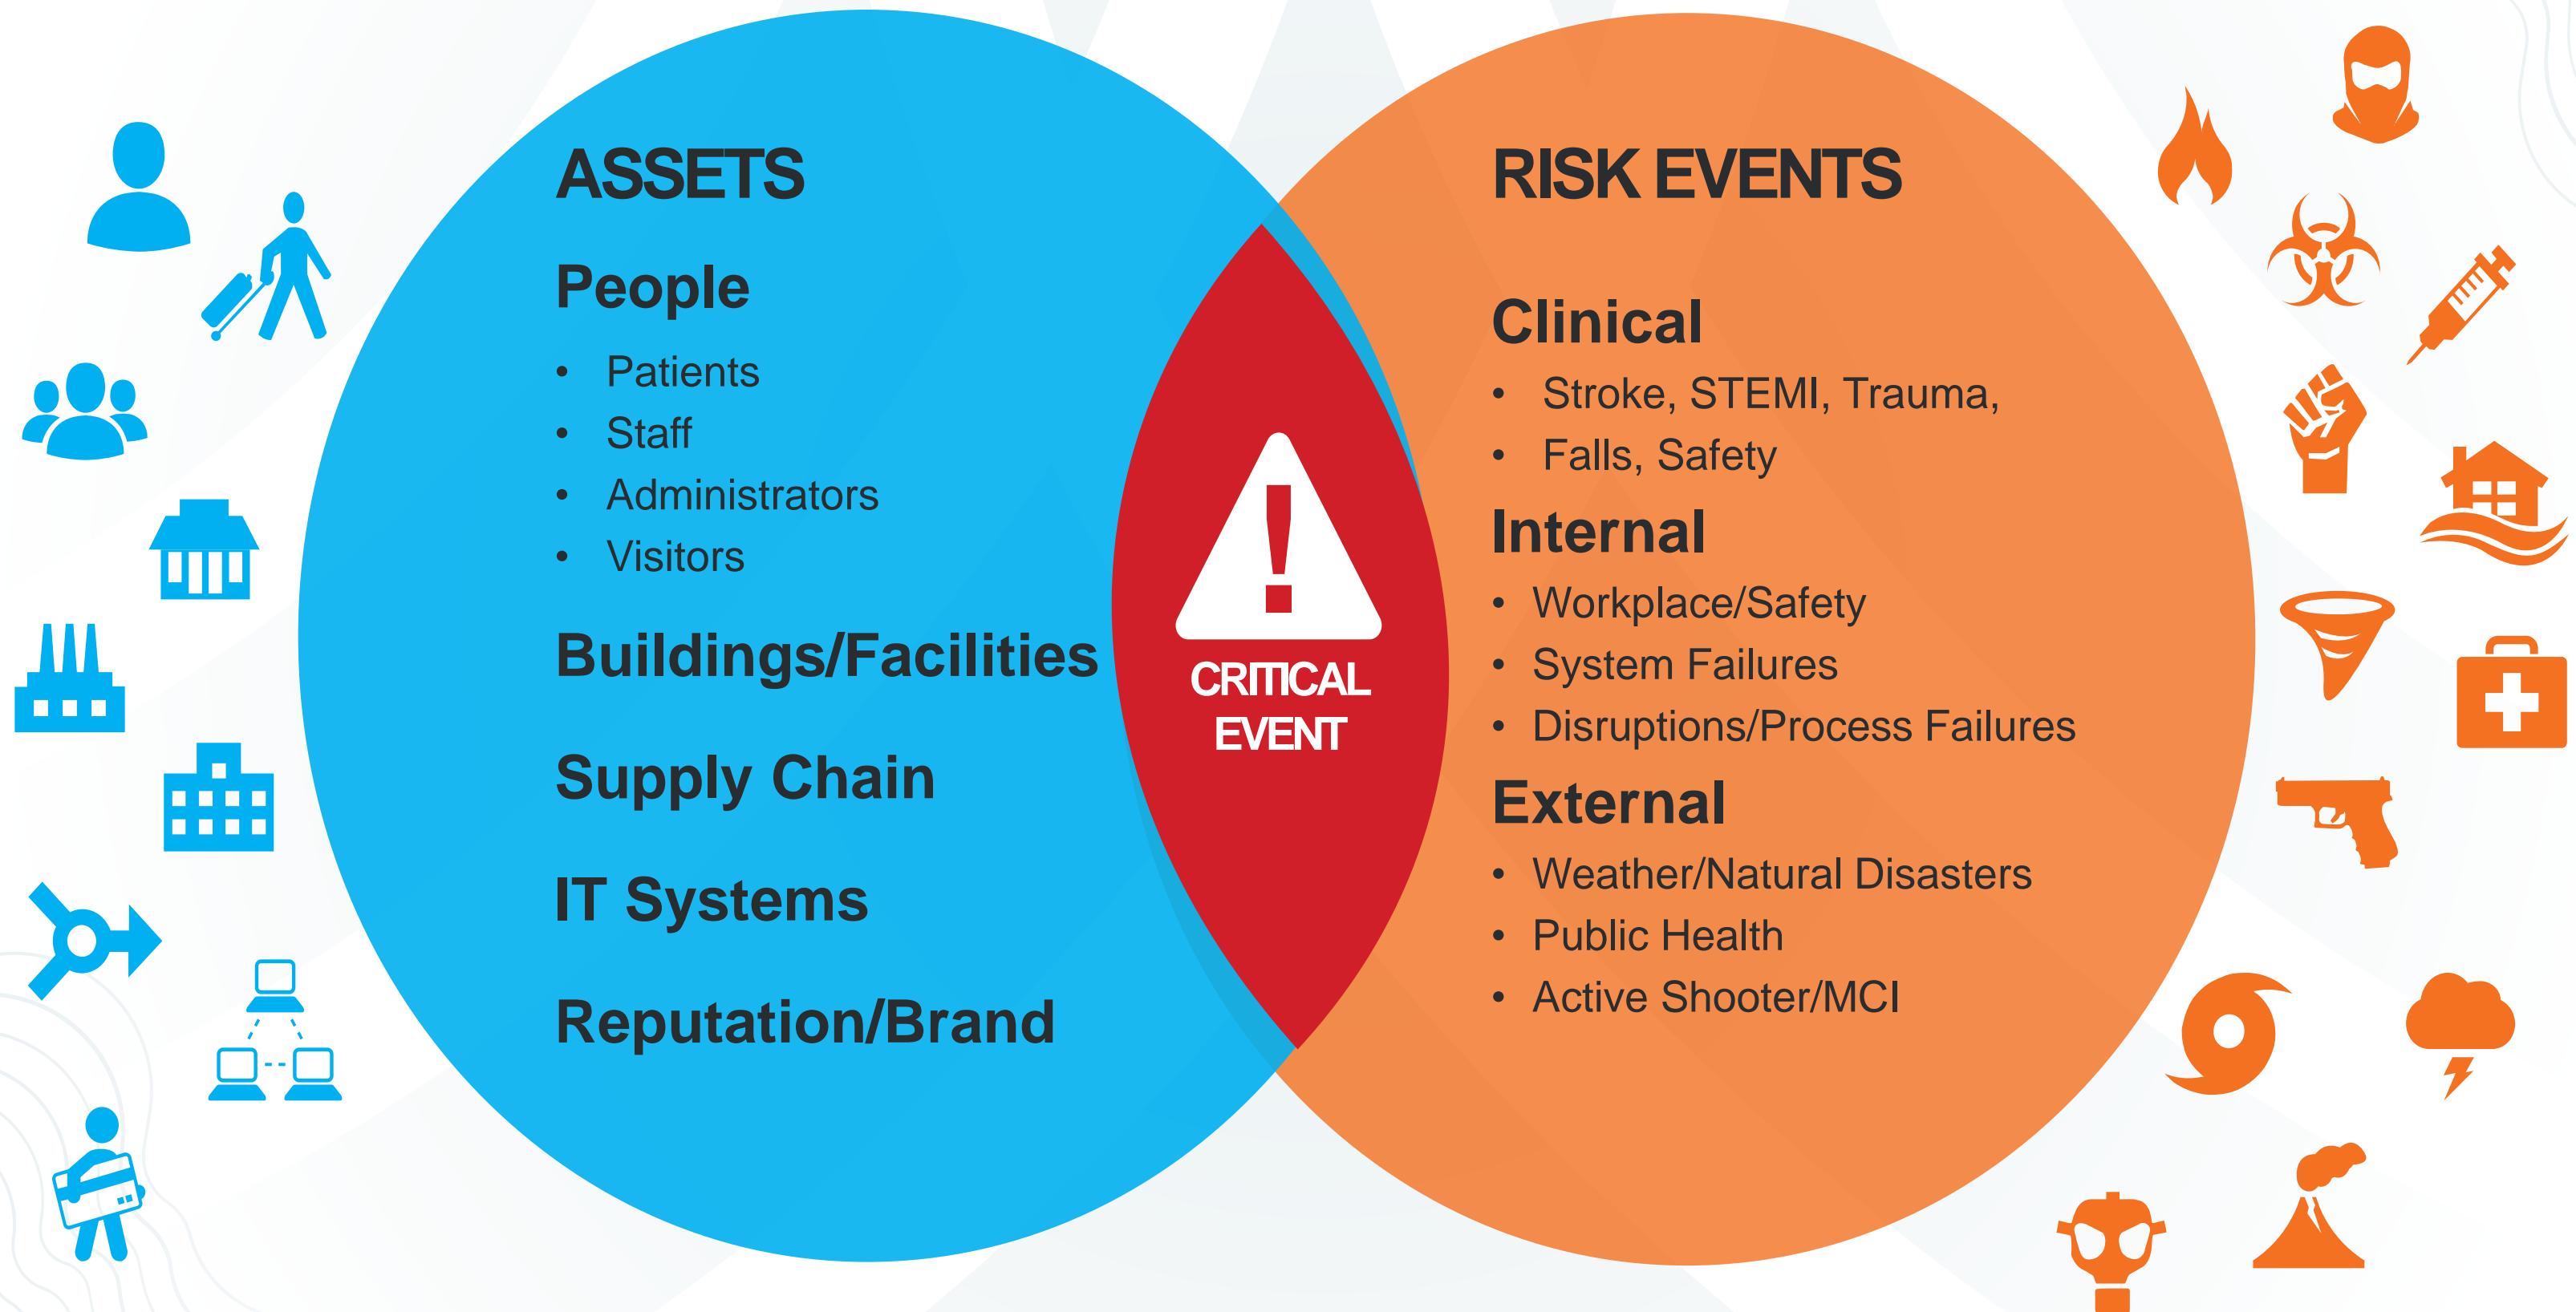 ASSETS
People
• Patients
• Staff
• Administrators
• Visitors
Buildings/Facilities
Supply Chain
IT Systems
Reputation/Brand
!
CRITICAL
EVENT
RISK EVENTS
Clinical
• Stroke, STEMI, Trauma,
• Falls, Safety
Internal
• Workplace/Safety
• System Failures
• Disruptions/Process Failures
External
• Weather/Natural Disasters
• Public Health
• Active Shooter/MCI